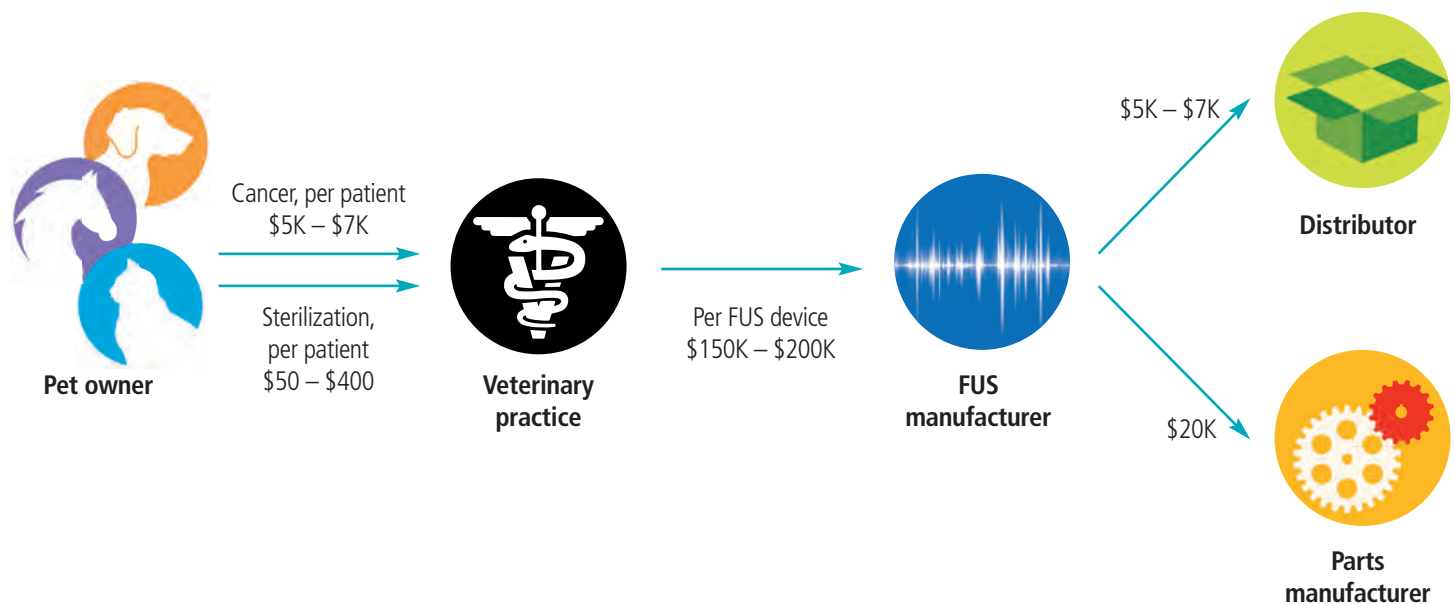 Cancer, per patient
$5K – $7K
Sterilization,
per patient
$50 – $400
Pet owner
Veterinary
practice
Per FUS device
$150K – $200K
FUS
manufacturer
$5K – $7K
Distributor
$20K
Parts
manufacturer